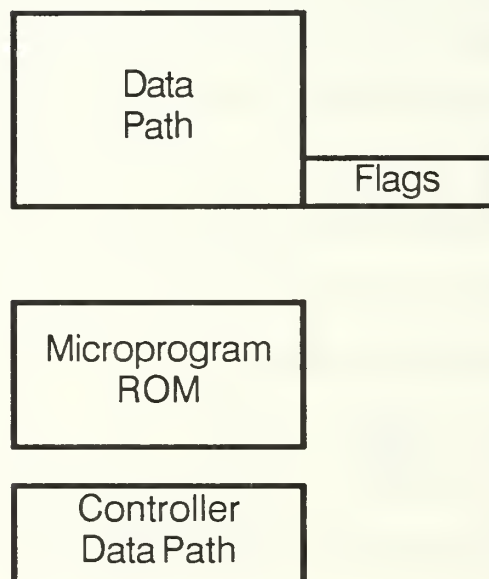 Data
Path
Flags
Microprogram
ROM
Controller
Data Path